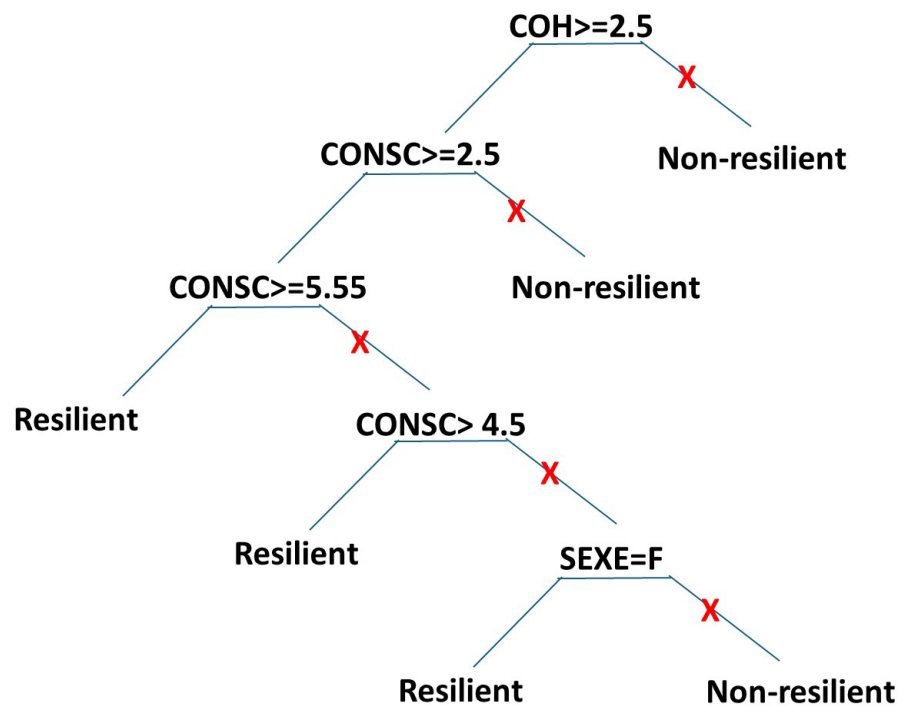 COH>=2.5
X
Non-resilient
CONSC>=2.5
X
Non-resilient
CONSC>=5.55
X
Resilient
CONSC> 4.5
X
Resilient
SEXE=F
X
Resilient
Non-resilient